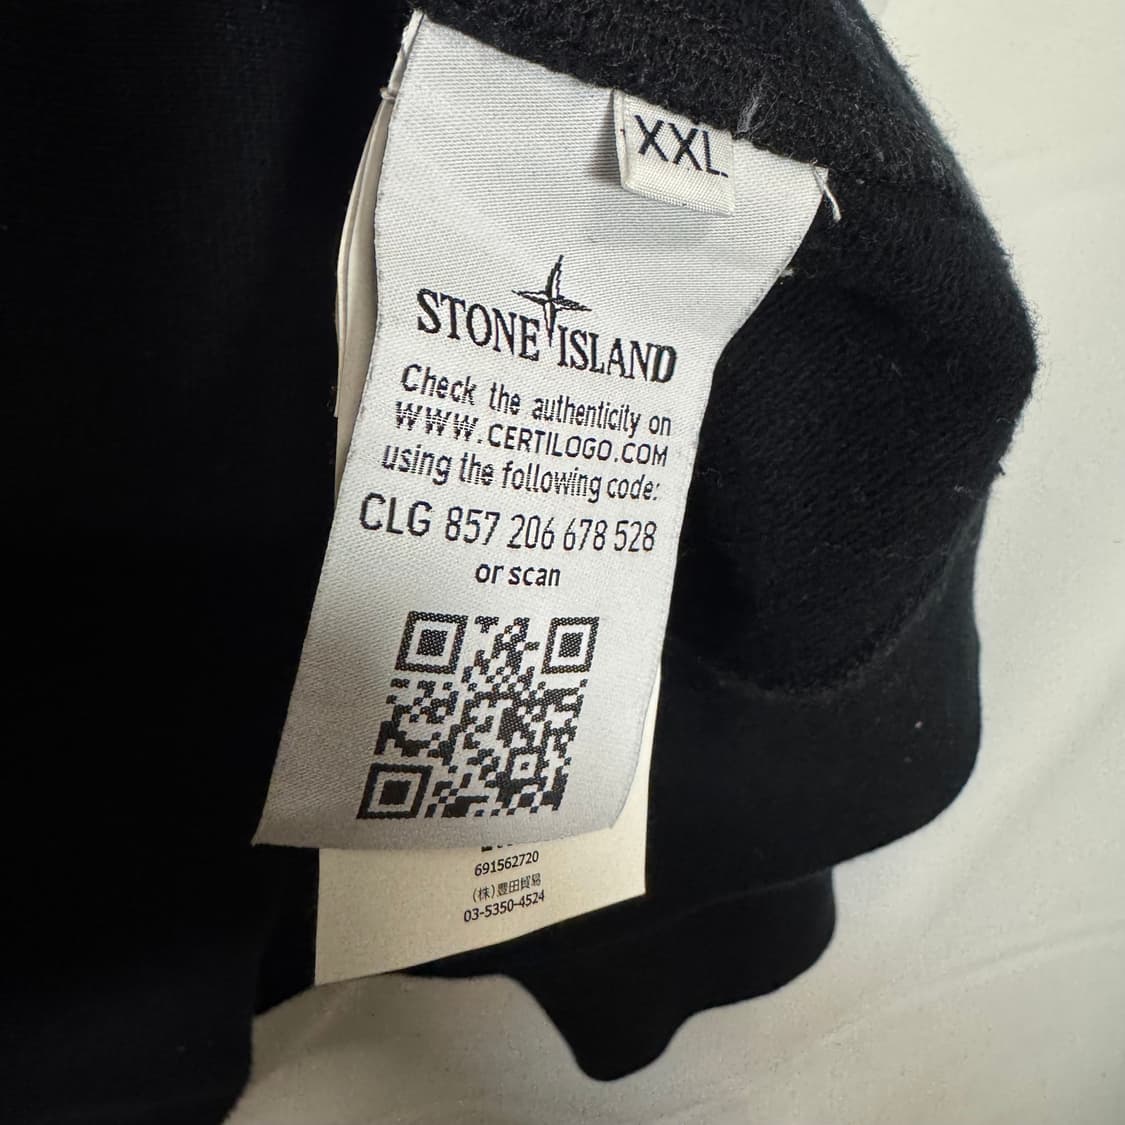 XXL
STONE ISLAND
Check the authenticity on
WWW.CERTILOGO.COM
using the following code:
CLG 857 206 678 528
or scan
691562720
(株)豊田貿易
03-5350-4524